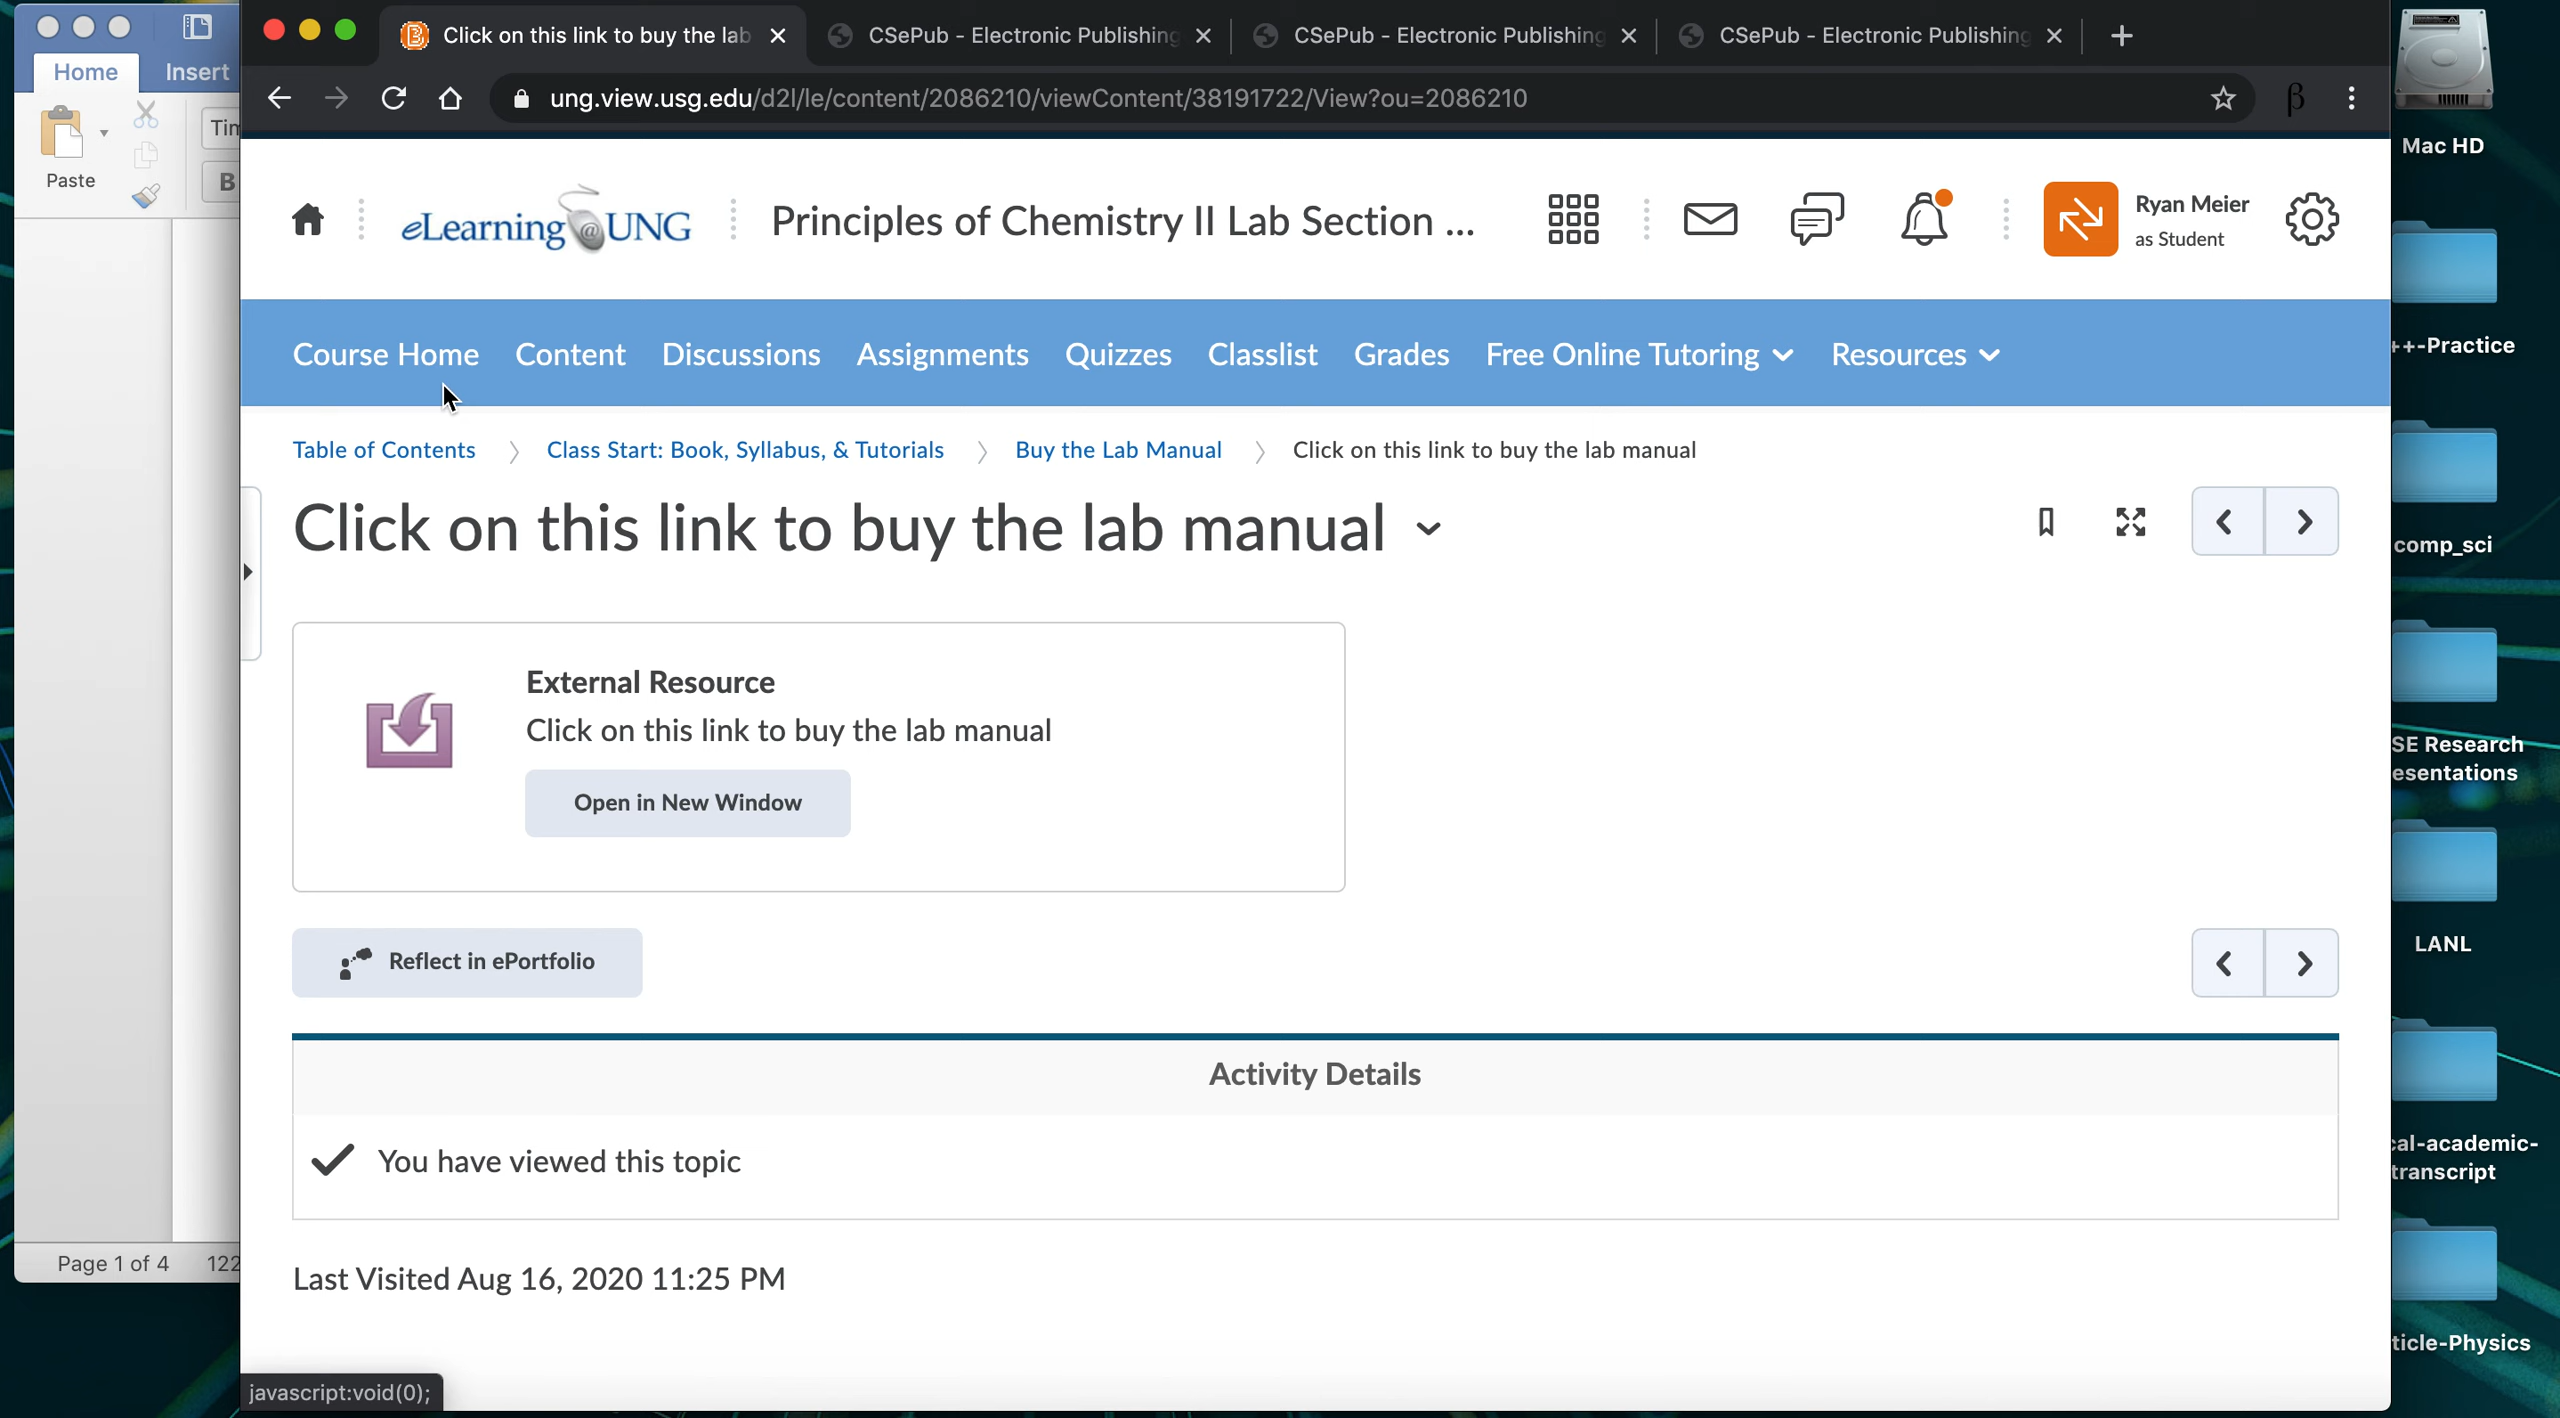 Home Insert
Paste
Tim
B
Page 1 of 4 122
Click on this link to buy the lab
CSePub - Electronic Publishing
CSePub - Electronic Publishing
CSePub - Electronic Publishing
ung.view.usg.edu/d2l/le/content/2086210/viewContent/38191722/View?ou=2086210
β
eLearning@UNG
Principles of Chemistry II Lab Section ...
Ryan Meier
as Student
Course Home Content Discussions Assignments Quizzes Classlist Grades Free Online Tutoring Resources
Table of Contents Class Start: Book, Syllabus, & Tutorials Buy the Lab Manual Click on this link to buy the lab manual
Click on this link to buy the lab manual
External Resource
Click on this link to buy the lab manual
Open in New Window
Reflect in ePortfolio
Activity Details
You have viewed this topic
Last Visited Aug 16, 2020 11:25 PM
javascript:void(0);
Mac HD
++-Practice
comp_sci
SE Research
esentations
LANL
cal-academic-
transcript
ticle-Physics